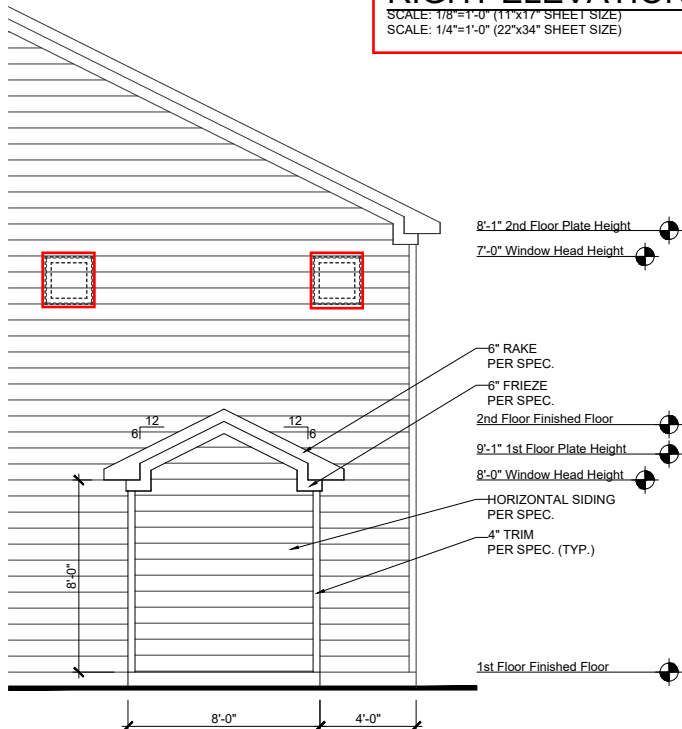 RIGHT ELEVATION
SCALE: 1/8"=1'-0" (11"x17" SHEET SIZE)
SCALE: 1/4"=1'-0" (22"x34" SHEET SIZE)
8'-1" 2nd Floor Plate Height
7'-0" Window Head Height
6" RAKE
PER SPEC.
6" FRIEZE
PER SPEC.
12
6
12
6
2nd Floor Finished Floor
9'-1" 1st Floor Plate Height
8'-0" Window Head Height
HORIZONTAL SIDING
PER SPEC.
4" TRIM
PER SPEC. (TYP.)
8'-0"
1st Floor Finished Floor
8'-0"
4'-0"